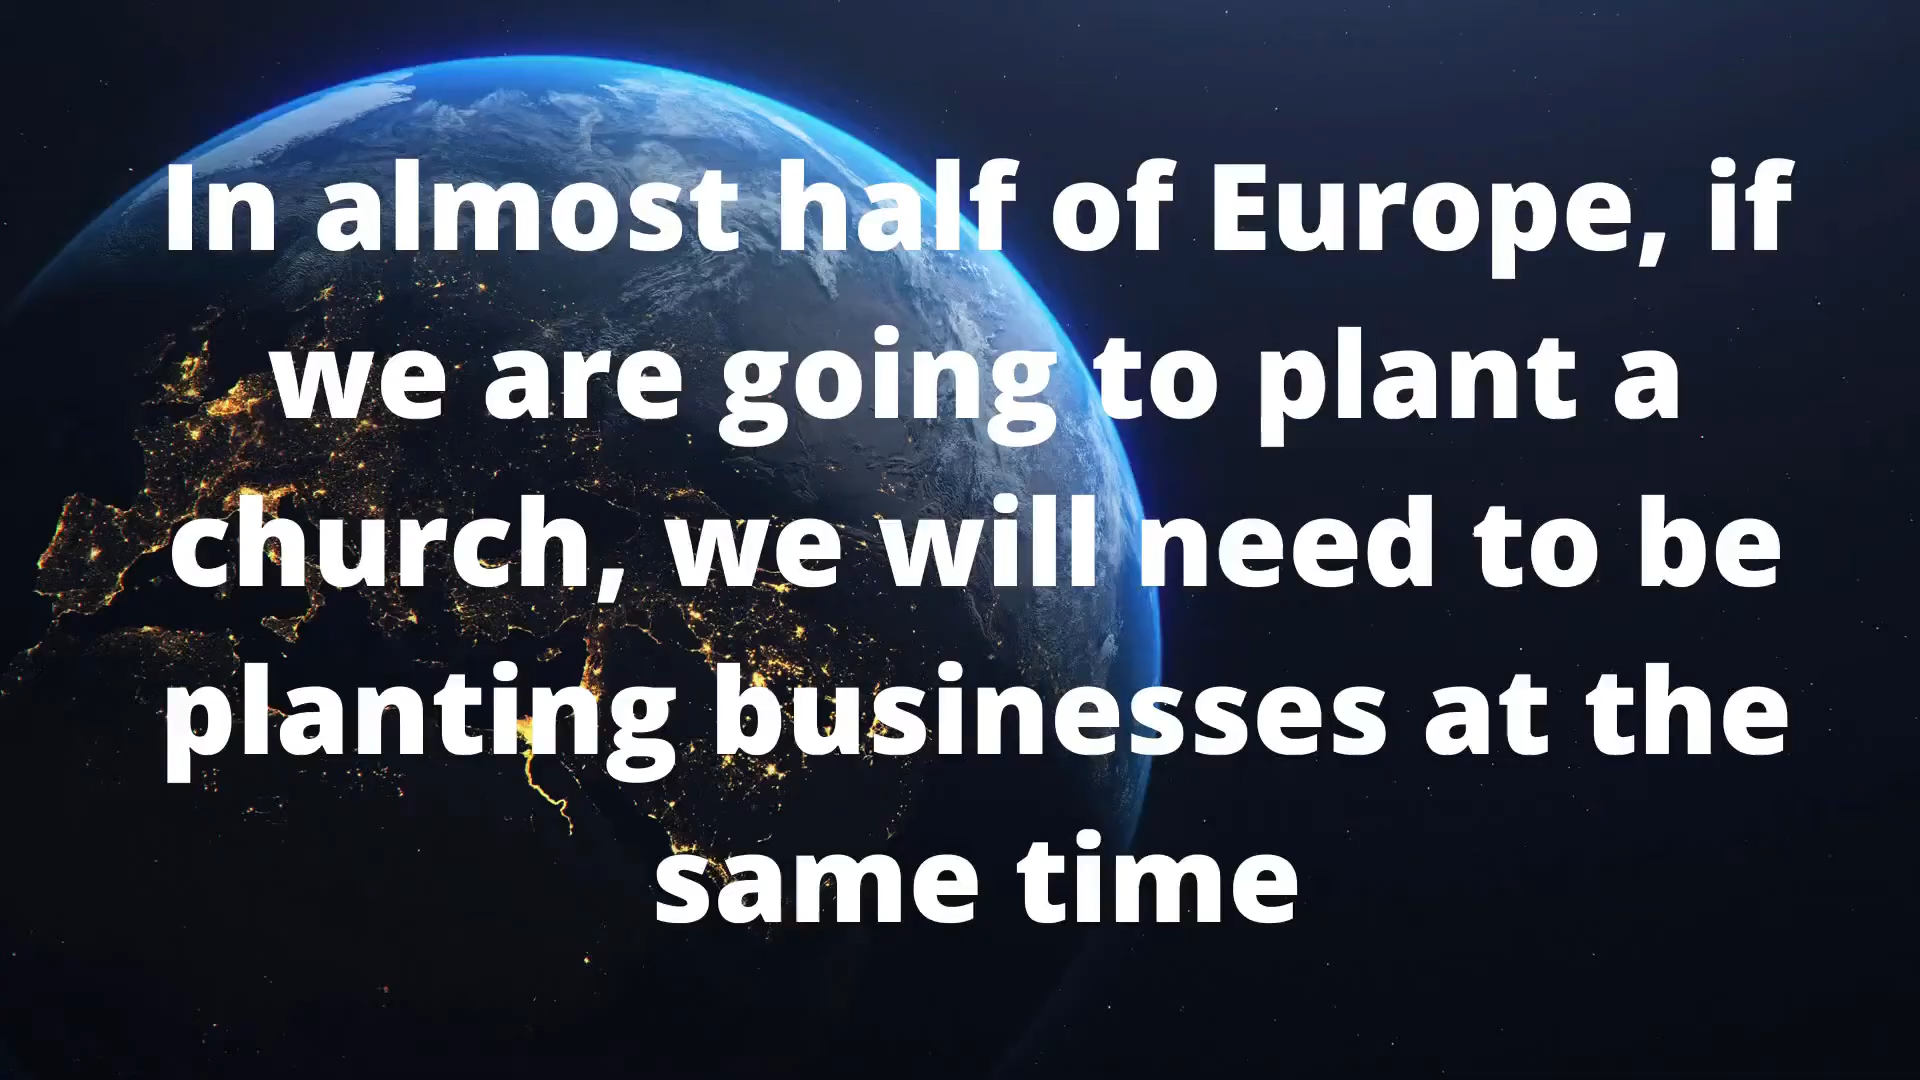 In almost half of Europe, if
we are going to plant a
church, we will need to be
planting businesses at the
same time